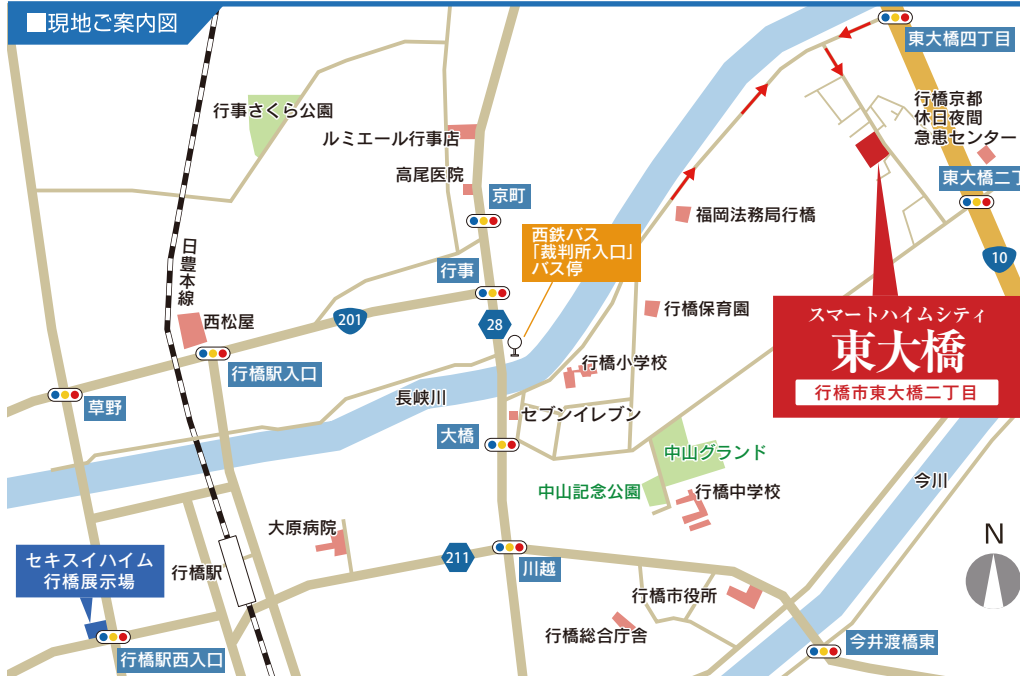 ■現地ご案内図
東大橋四丁目
行橋京都
休日夜間
急患センター
行事さくら公園
ルミエール行事店
高尾医院
京町
東大橋二丁
福岡法務局行橋
西鉄バス
「裁判所入口」
バス停
日豊本線
行事
10
行橋保育園
スマートハイムシティ
東大橋
行橋市東大橋二丁目
西松屋
201
28
行橋駅入口
行橋小学校
草野
長峡川
セブンイレブン
大橋
中山グランド
今川
中山記念公園
行橋中学校
大原病院
N
セキスイハイム
行橋展示場
行橋駅
211
川越
行橋市役所
行橋総合庁舎
今井渡橋東
行橋駅西入口